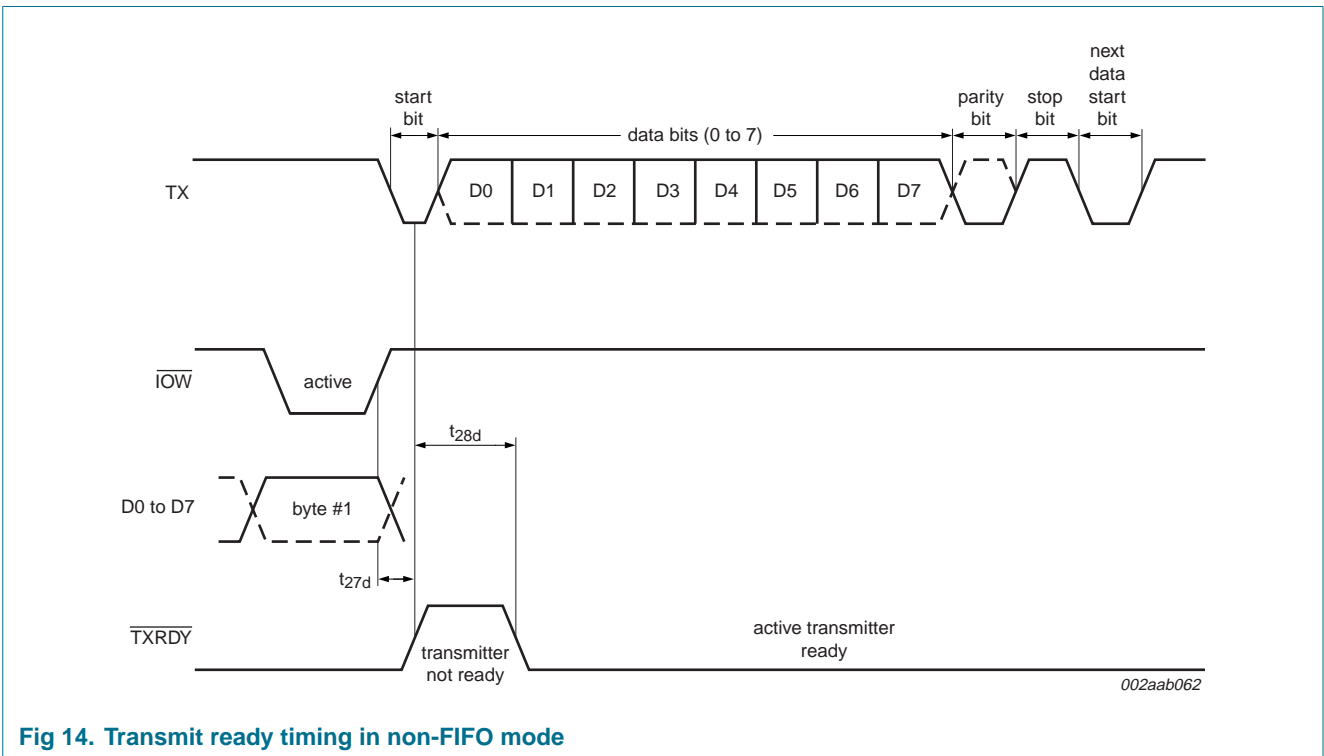 next
data
start
bit
start
bit
parity
bit
stop
bit
data bits (0 to 7)
TX
D0
D1
D2
D3
D4
D5
D6
D7
IOW
active
t28d
D0 to D7
byte #1
t27d
TXRDY
transmitter
not ready
active transmitter
ready
002aab062
Fig 14. Transmit ready timing in non-FIFO mode